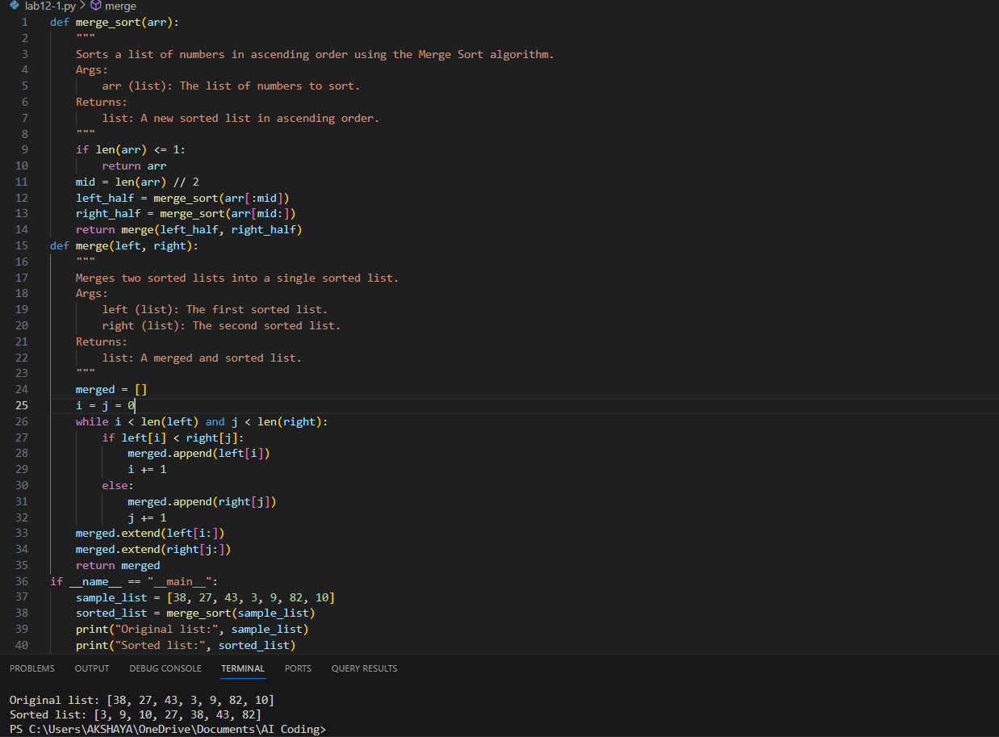 lab12-1.py > merge
1 def merge_sort(arr):
2     """
3     Sorts a list of numbers in ascending order using the Merge Sort algorithm.
4     Args:
5         arr (list): The list of numbers to sort.
6     Returns:
7         list: A new sorted list in ascending order.
8     """
9     if len(arr) <= 1:
10         return arr
11     mid = len(arr) // 2
12     left_half = merge_sort(arr[:mid])
13     right_half = merge_sort(arr[mid:])
14     return merge(left_half, right_half)
15 def merge(left, right):
16     """
17     Merges two sorted lists into a single sorted list.
18     Args:
19         left (list): The first sorted list.
20         right (list): The second sorted list.
21     Returns:
22         list: A merged and sorted list.
23     """
24     merged = []
25     i = j = 0
26     while i < len(left) and j < len(right):
27         if left[i] < right[j]:
28             merged.append(left[i])
29             i += 1
30         else:
31             merged.append(right[j])
32             j += 1
33     merged.extend(left[i:])
34     merged.extend(right[j:])
35     return merged
36 if __name__ == "__main__":
37     sample_list = [38, 27, 43, 3, 9, 82, 10]
38     sorted_list = merge_sort(sample_list)
39     print("Original list:", sample_list)
40     print("Sorted list:", sorted_list)
PROBLEMS OUTPUT DEBUG CONSOLE TERMINAL PORTS QUERY RESULTS
Original list: [38, 27, 43, 3, 9, 82, 10]
Sorted list: [3, 9, 10, 27, 38, 43, 82]
PS C:\Users\AKSHAYA\OneDrive\Documents\AI Coding>